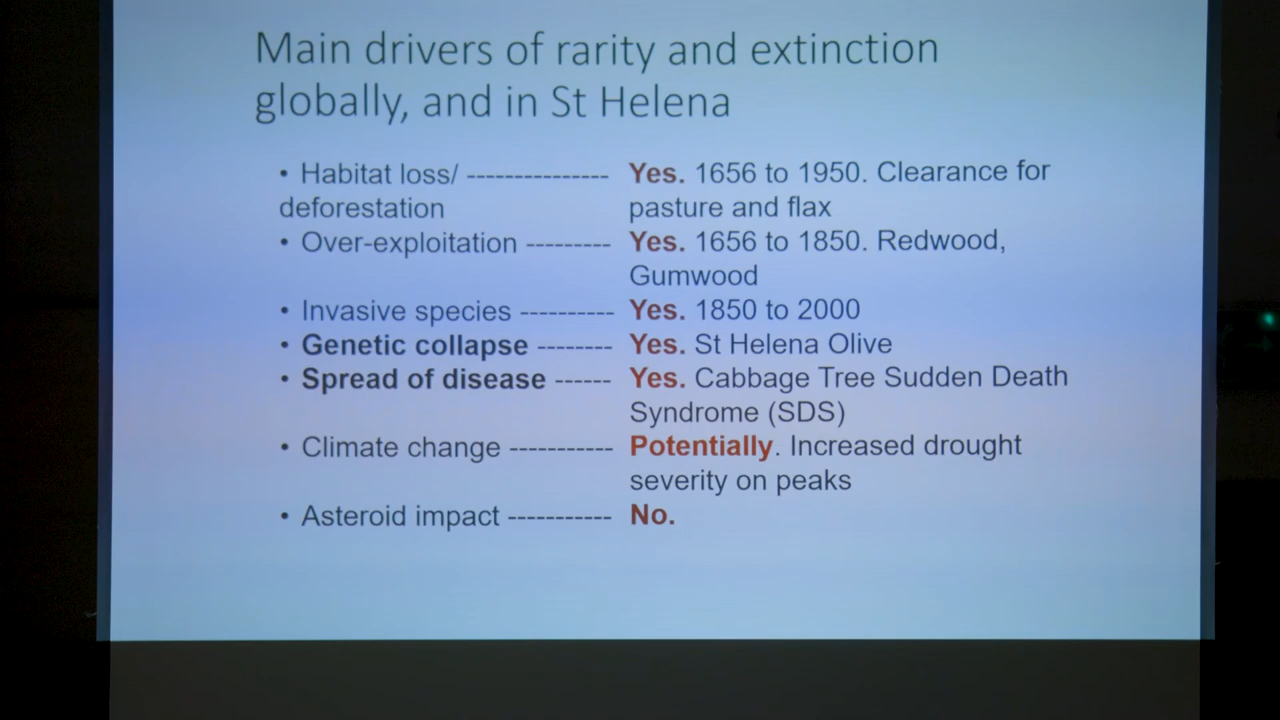 Main drivers of rarity and extinction
globally, and in St Helena
• Habitat loss/ --------------- Yes. 1656 to 1950. Clearance for
deforestation pasture and flax
• Over-exploitation --------- Yes. 1656 to 1850. Redwood,
Gumwood
• Invasive species ---------- Yes. 1850 to 2000
• Genetic collapse -------- Yes. St Helena Olive
• Spread of disease ------ Yes. Cabbage Tree Sudden Death
Syndrome (SDS)
• Climate change ----------- Potentially. Increased drought
severity on peaks
• Asteroid impact ----------- No.